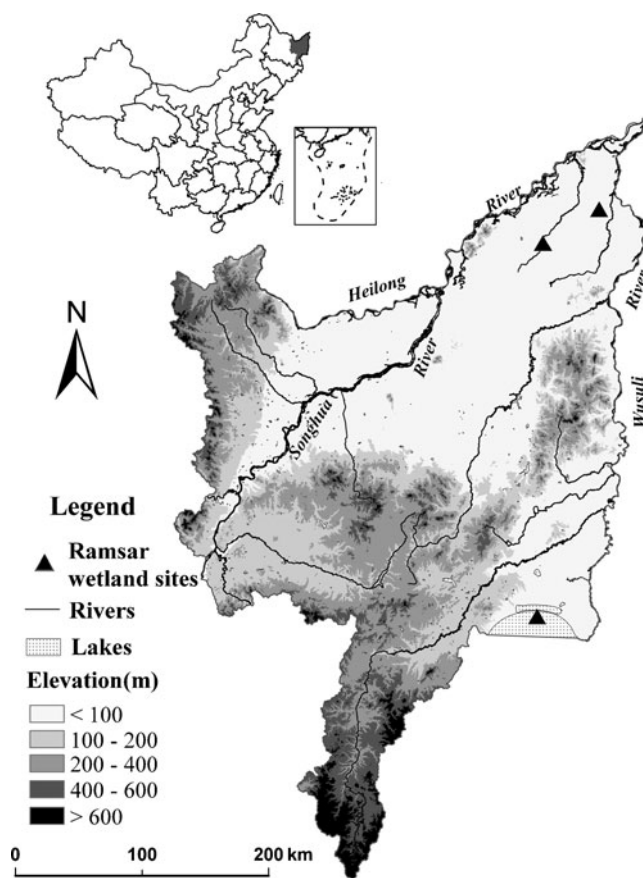 River
Heilong
River
N
River
Songhua
Wusuli
Legend
Ramsar
wetland sites
Rivers
Lakes
Elevation(m)
< 100
100 - 200
200 - 400
400 - 600
> 600
0 100 200 km